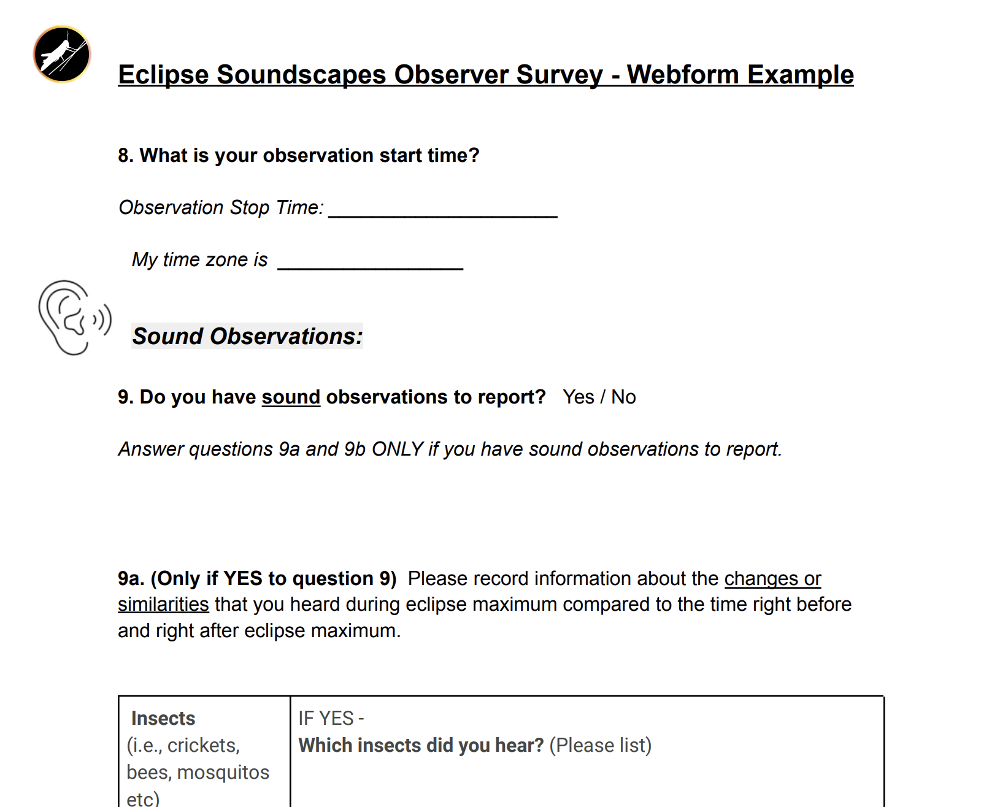 Eclipse Soundscapes Observer Survey - Webform Example
8. What is your observation start time?
Observation Stop Time: _____________________
My time zone is _________________
Sound Observations:
9. Do you have sound observations to report? Yes / No
Answer questions 9a and 9b ONLY if you have sound observations to report.
9a. (Only if YES to question 9) Please record information about the changes or
similarities that you heard during eclipse maximum compared to the time right before
and right after eclipse maximum.
Insects
(i.e., crickets,
bees, mosquitos
etc)
IF YES -
Which insects did you hear? (Please list)